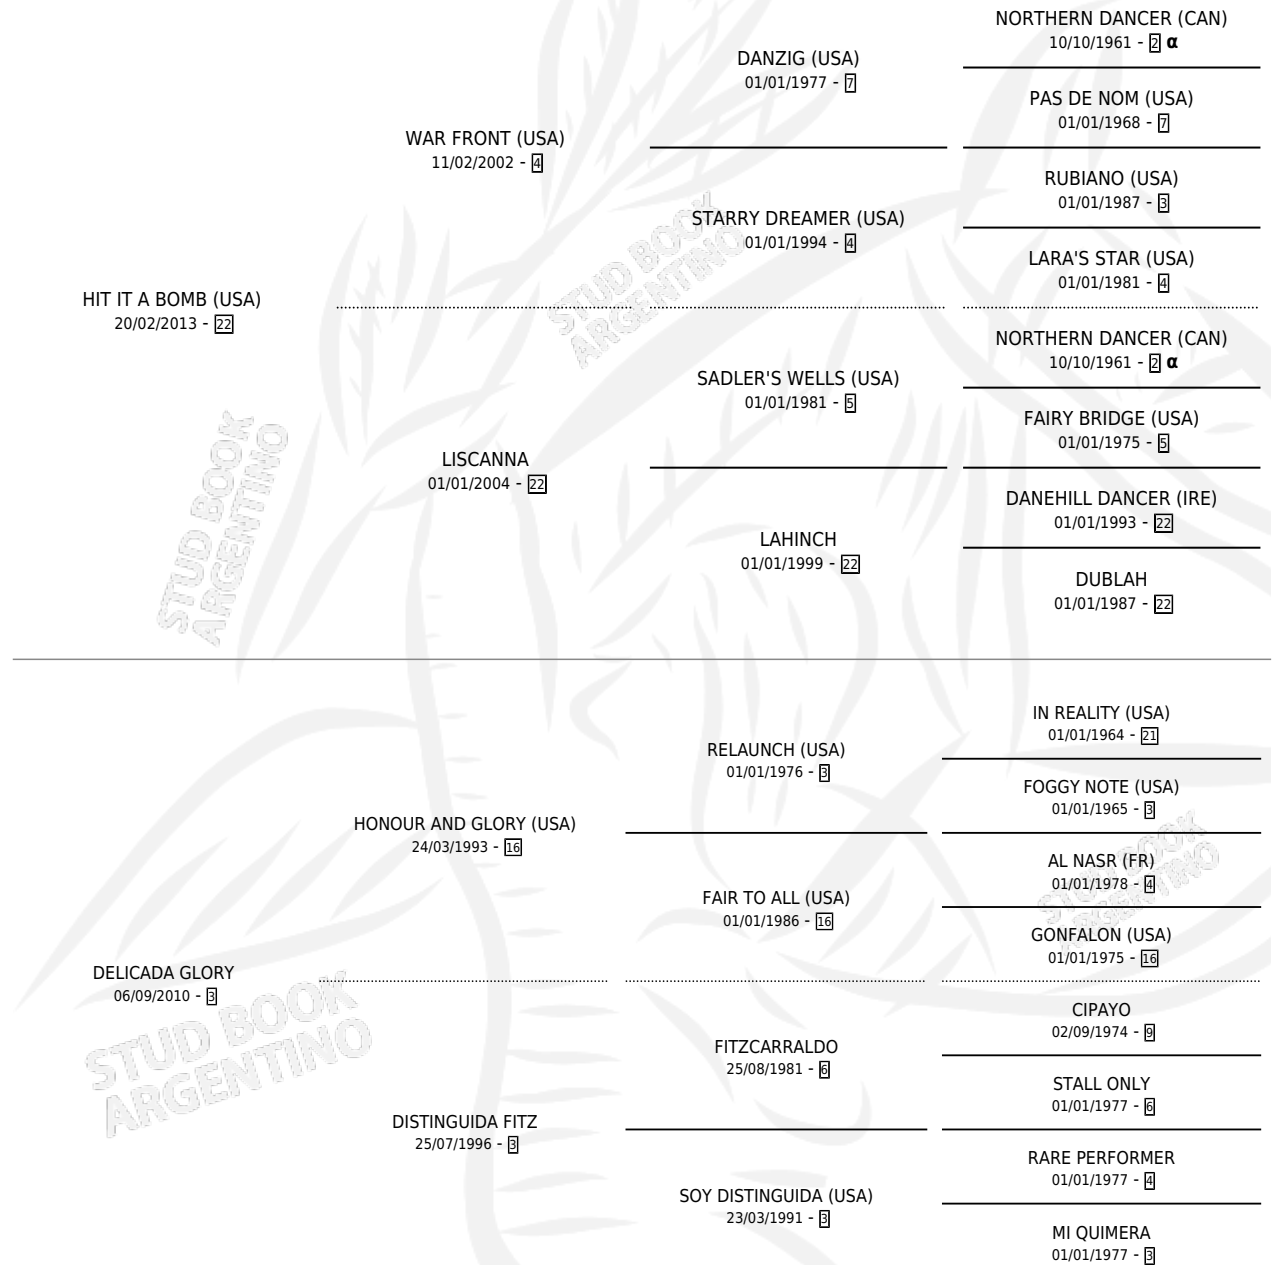 NORTHERN DANCER (CAN)
10/10/1961 - 2 α
DANZIG (USA)
01/01/1977 - 7
PAS DE NOM (USA)
01/01/1968 - 7
WAR FRONT (USA)
11/02/2002 - 4
RUBIANO (USA)
01/01/1987 - 3
STARRY DREAMER (USA)
01/01/1994 - 4
LARA'S STAR (USA)
01/01/1981 - 4
HIT IT A BOMB (USA)
20/02/2013 - 22
NORTHERN DANCER (CAN)
10/10/1961 - 2 α
SADLER'S WELLS (USA)
01/01/1981 - 5
FAIRY BRIDGE (USA)
01/01/1975 - 5
LISCANNA
01/01/2004 - 22
DANEHILL DANCER (IRE)
01/01/1993 - 22
LAHINCH
01/01/1999 - 22
DUBLAH
01/01/1987 - 22
IN REALITY (USA)
01/01/1964 - 21
RELAUNCH (USA)
01/01/1976 - 3
FOGGY NOTE (USA)
01/01/1965 - 3
HONOUR AND GLORY (USA)
24/03/1993 - 16
AL NASR (FR)
01/01/1978 - 4
FAIR TO ALL (USA)
01/01/1986 - 16
GONFALON (USA)
01/01/1975 - 16
DELICADA GLORY
06/09/2010 - 3
CIPAYO
02/09/1974 - 9
FITZCARRALDO
25/08/1981 - 6
STALL ONLY
01/01/1977 - 6
DISTINGUIDA FITZ
25/07/1996 - 3
RARE PERFORMER
01/01/1977 - 4
SOY DISTINGUIDA (USA)
23/03/1991 - 3
MI QUIMERA
01/01/1977 - 3
STUD BOOK
ARGENTINO
STUD BOOK
ARGENTINO
STUD BOOK
ARGENTINO
STUD BOOK
ARGENTINO